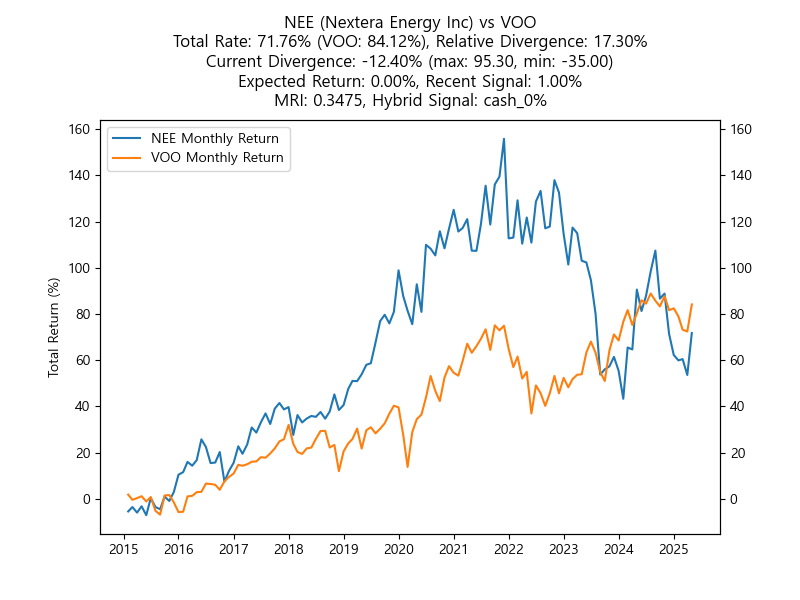 NEE (Nextera Energy Inc) vs VOO
Total Rate: 71.76% (VOO: 84.12%), Relative Divergence: 17.30%
Current Divergence: -12.40% (max: 95.30, min: -35.00)
Expected Return: 0.00%, Recent Signal: 1.00%
MRI: 0.3475, Hybrid Signal: cash_0%
NEE Monthly Return
VOO Monthly Return
Total Return (%)
160 160
140 140
120 120
100 100
80 80
60 60
40 40
20 20
0 0
2015 2016 2017 2018 2019 2020 2021 2022 2023 2024 2025